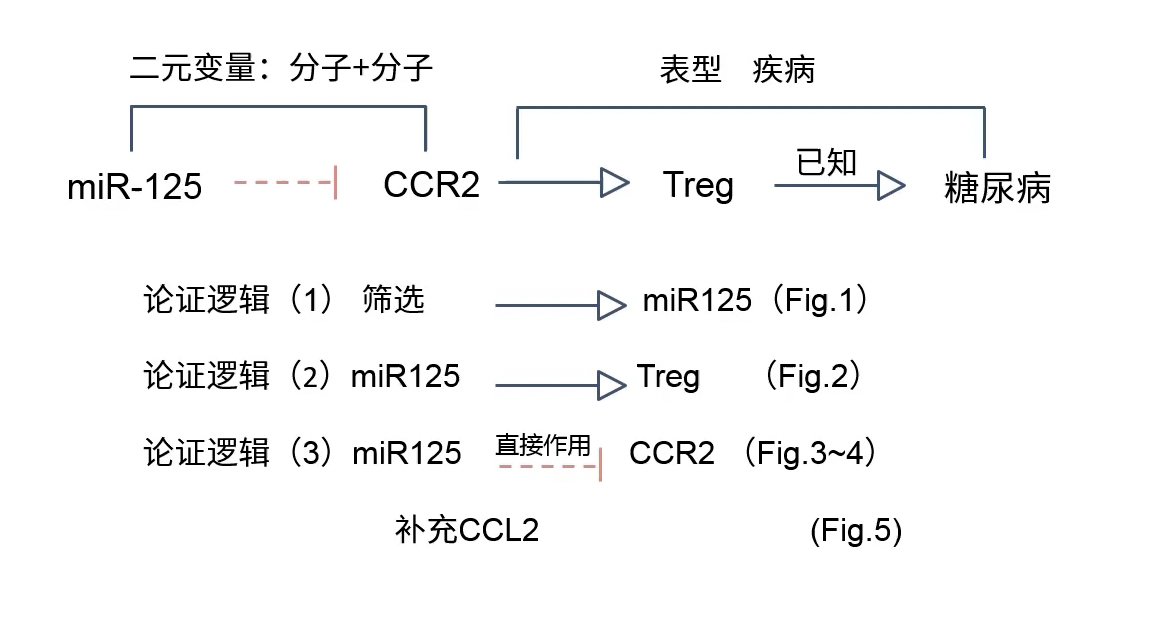 二元变量：分子+分子
表型 疾病
miR-125 CCR2 Treg 已知 糖尿病
论证逻辑（1） 筛选 miR125（Fig.1）
论证逻辑（2）miR125 Treg （Fig.2）
论证逻辑（3）miR125 直接作用 CCR2 （Fig.3~4）
补充CCL2 (Fig.5)